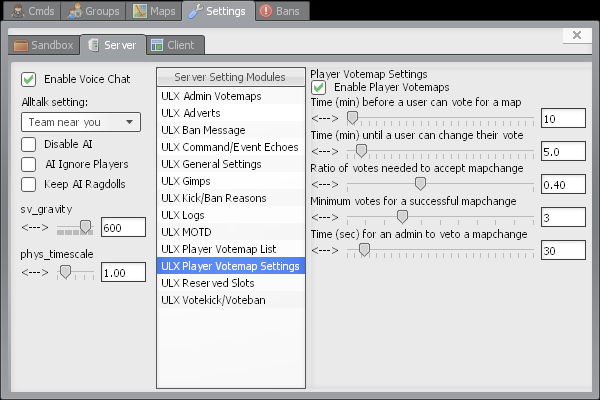 Cmds Groups Maps Settings Bans
Sandbox Server Client
Enable Voice Chat
Alltalk setting:
Team near you
Disable AI
AI Ignore Players
Keep AI Ragdolls
sv_gravity
<---> 600
phys_timescale
<---> 1.00
Server Setting Modules
ULX Admin Votemaps
ULX Adverts
ULX Ban Message
ULX Command/Event Echoes
ULX General Settings
ULX Gimps
ULX Kick/Ban Reasons
ULX Logs
ULX MOTD
ULX Player Votemap List
ULX Player Votemap Settings
ULX Reserved Slots
ULX Votekick/Voteban
Player Votemap Settings
Enable Player Votemaps
Time (min) before a user can vote for a map
<---> 10
Time (min) until a user can change their vote
<---> 5.0
Ratio of votes needed to accept mapchange
<---> 0.40
Minimum votes for a successful mapchange
<---> 3
Time (sec) for an admin to veto a mapchange
<---> 30